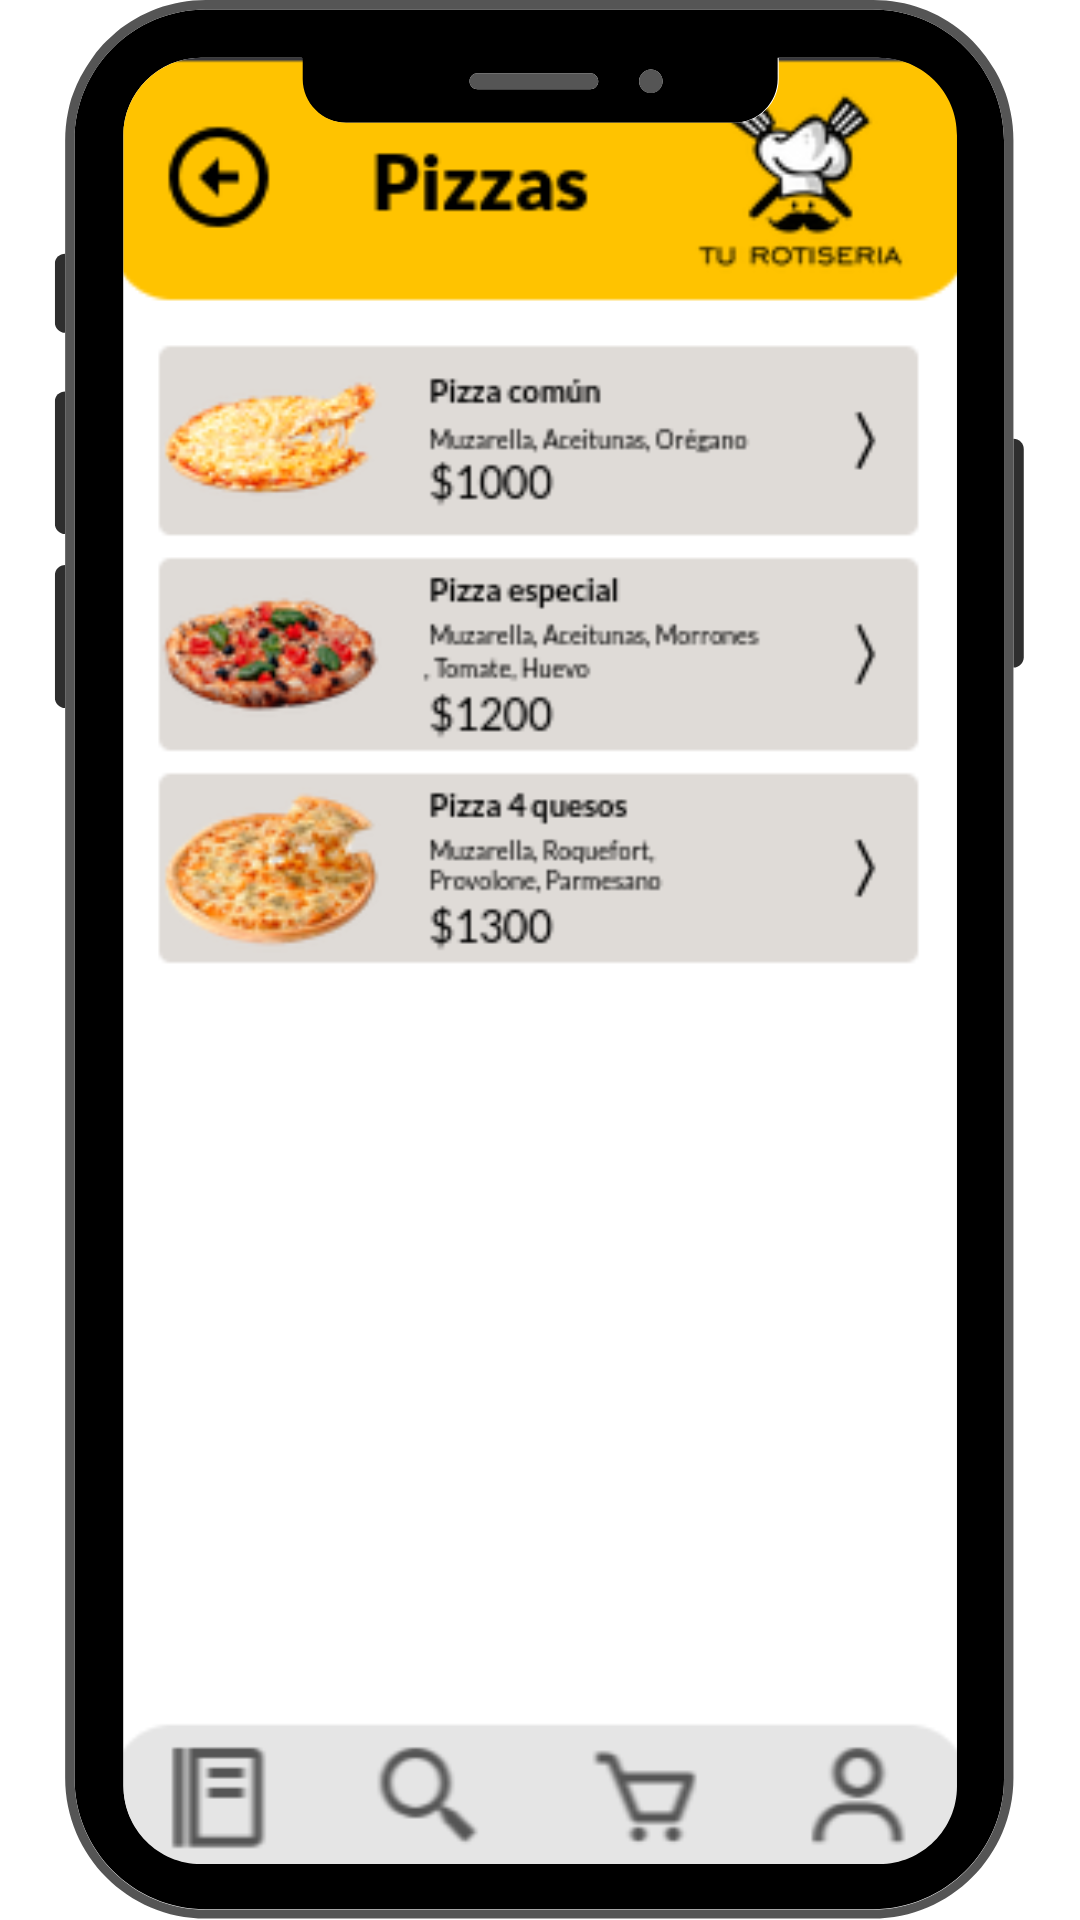 Pizzas
TU ROTISERIA
Pizza común
Muzarella, Aceitunas, Orégano
$1000
Pizza especial
Muzarella, Aceitunas, Morrones
, Tomate, Huevo
$1200
Pizza 4 quesos
Muzarella, Roquefort,
Provolone, Parmesano
$1300